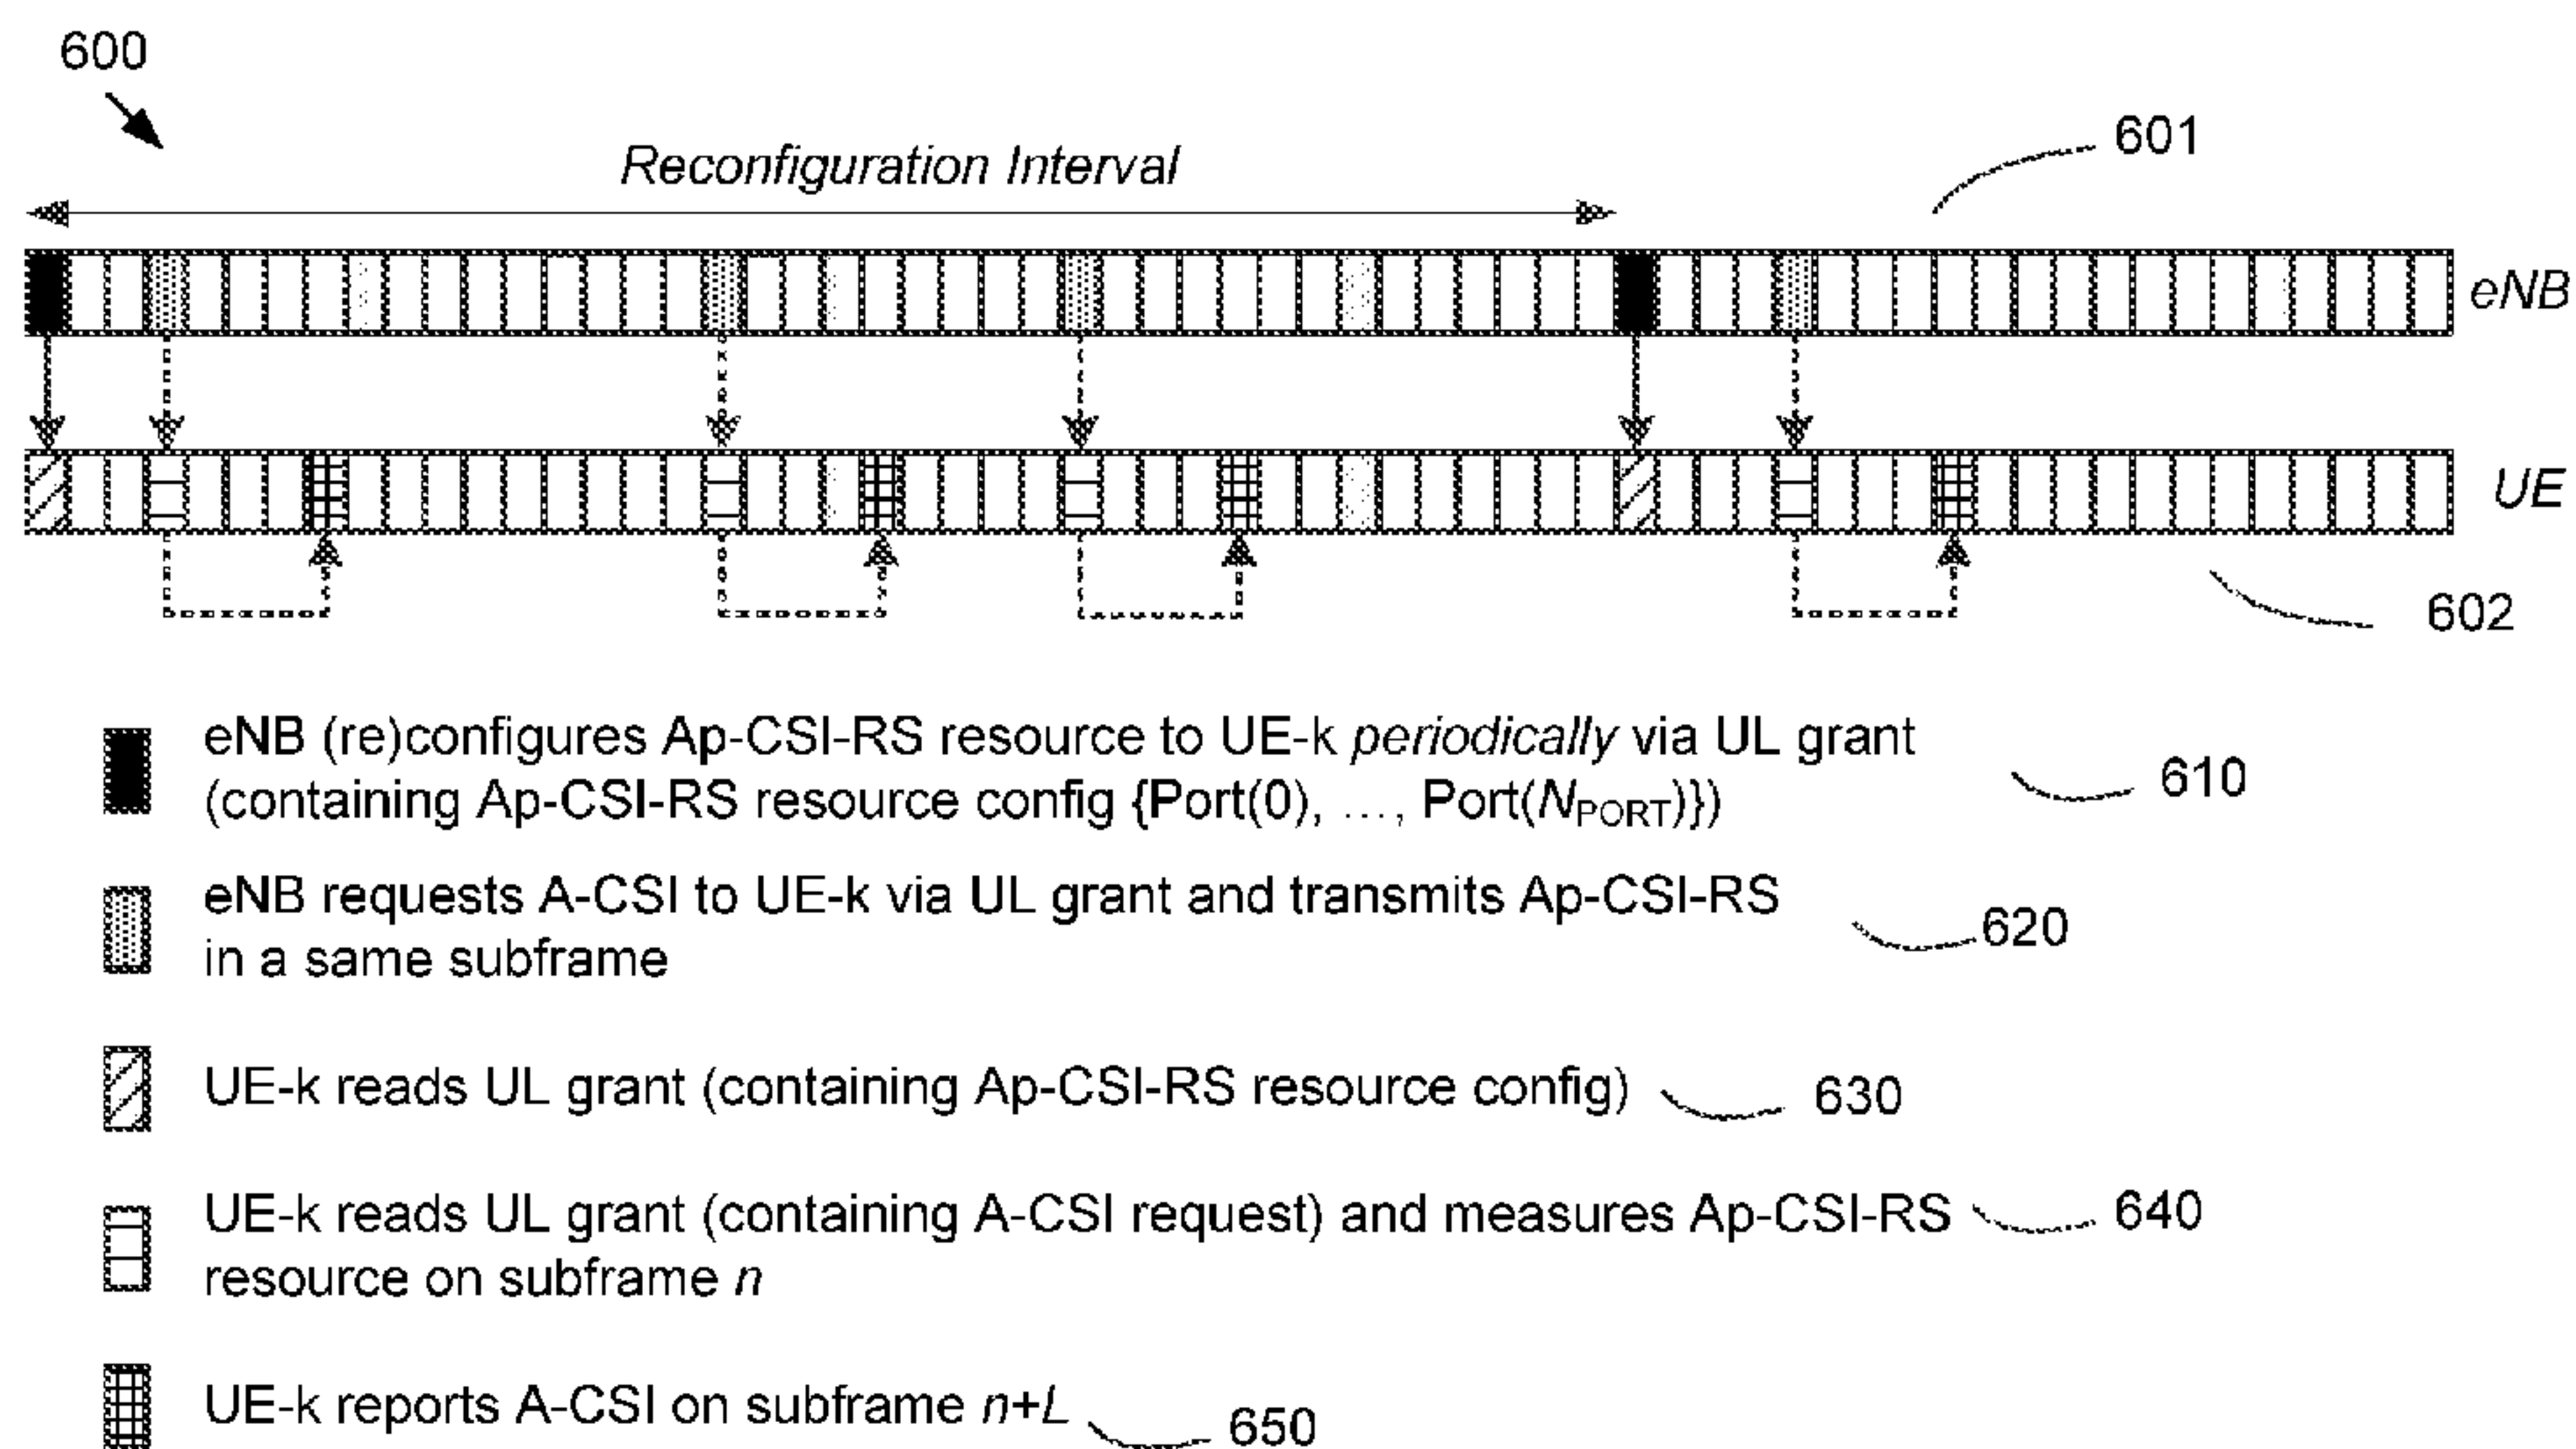 600
601
Reconfiguration Interval
eNB
UE
602
eNB (re)configures Ap-CSI-RS resource to UE-k periodically via UL grant
(containing Ap-CSI-RS resource config {Port(0), ..., Port(NPORT)})
610
eNB requests A-CSI to UE-k via UL grant and transmits Ap-CSI-RS
in a same subframe
620
UE-k reads UL grant (containing Ap-CSI-RS resource config)
630
UE-k reads UL grant (containing A-CSI request) and measures Ap-CSI-RS
resource on subframe n
640
UE-k reports A-CSI on subframe n+L
650